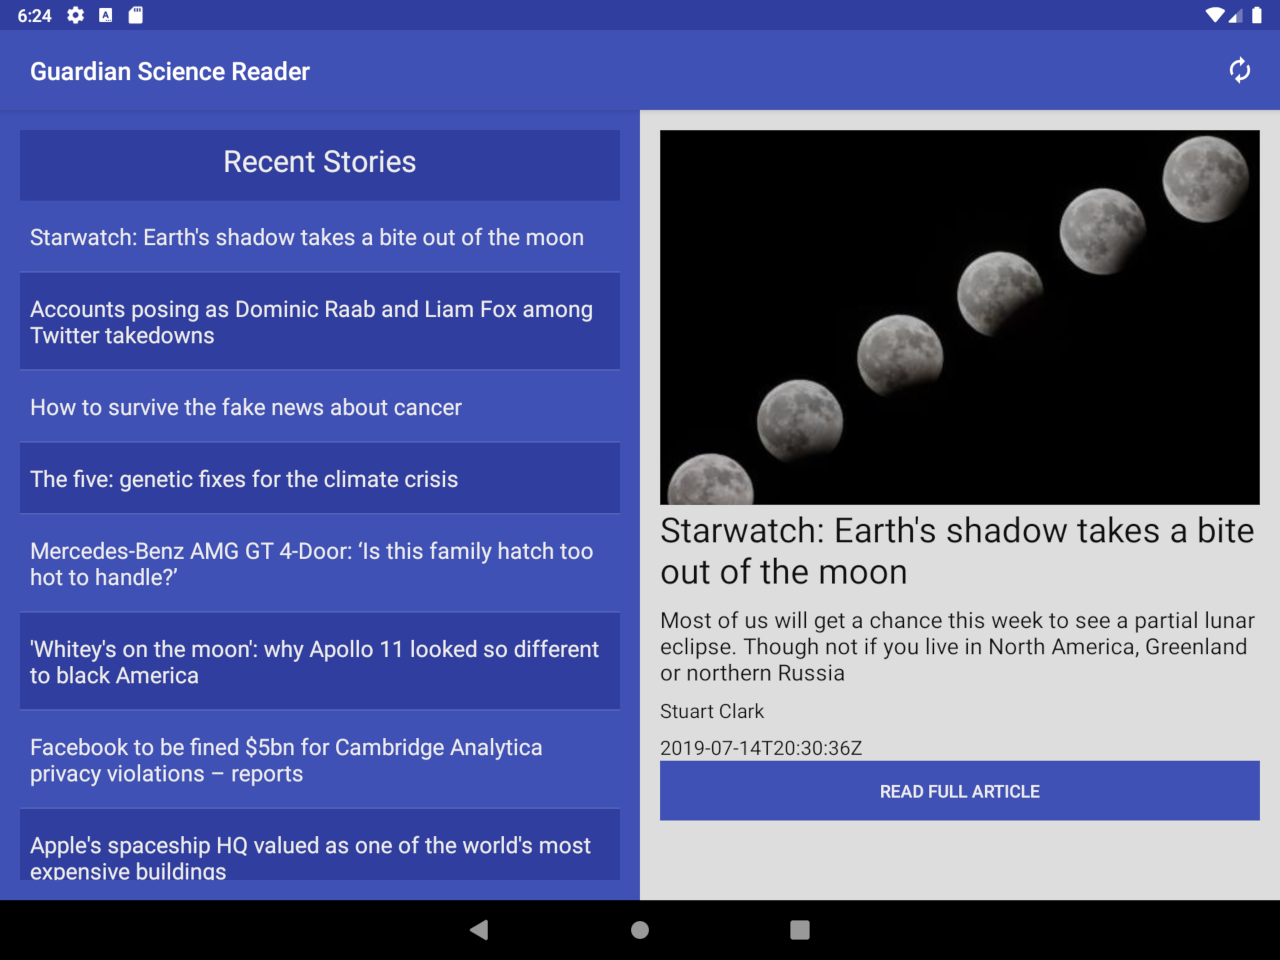 6:24
Guardian Science Reader
Recent Stories
Starwatch: Earth's shadow takes a bite out of the moon
Accounts posing as Dominic Raab and Liam Fox among
Twitter takedowns
How to survive the fake news about cancer
The five: genetic fixes for the climate crisis
Mercedes-Benz AMG GT 4-Door: ‘Is this family hatch too
hot to handle?’
'Whitey's on the moon': why Apollo 11 looked so different
to black America
Facebook to be fined $5bn for Cambridge Analytica
privacy violations – reports
Apple's spaceship HQ valued as one of the world's most
expensive buildings
Starwatch: Earth's shadow takes a bite
out of the moon
Most of us will get a chance this week to see a partial lunar
eclipse. Though not if you live in North America, Greenland
or northern Russia
Stuart Clark
2019-07-14T20:30:36Z
READ FULL ARTICLE